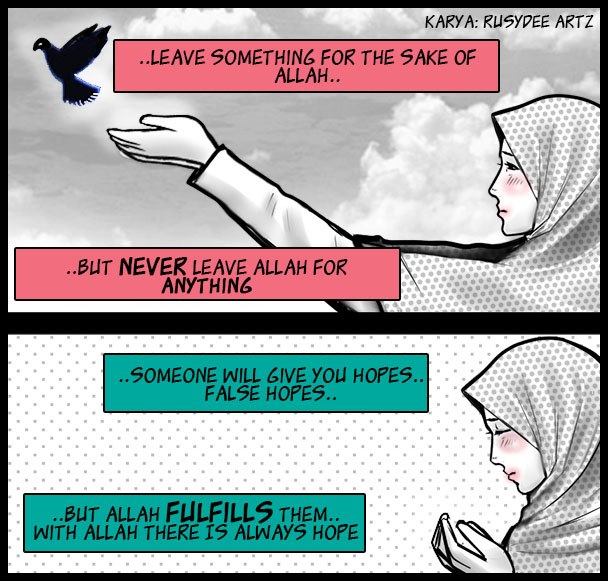 KARYA: RUSYDEE ARTZ
..LEAVE SOMETHING FOR THE SAKE OF
ALLAH..
..BUT NEVER LEAVE ALLAH FOR
ANYTHING
..SOMEONE WILL GIVE YOU HOPES..
FALSE HOPES..
..BUT ALLAH FULFILLS THEM..
WITH ALLAH THERE IS ALWAYS HOPE